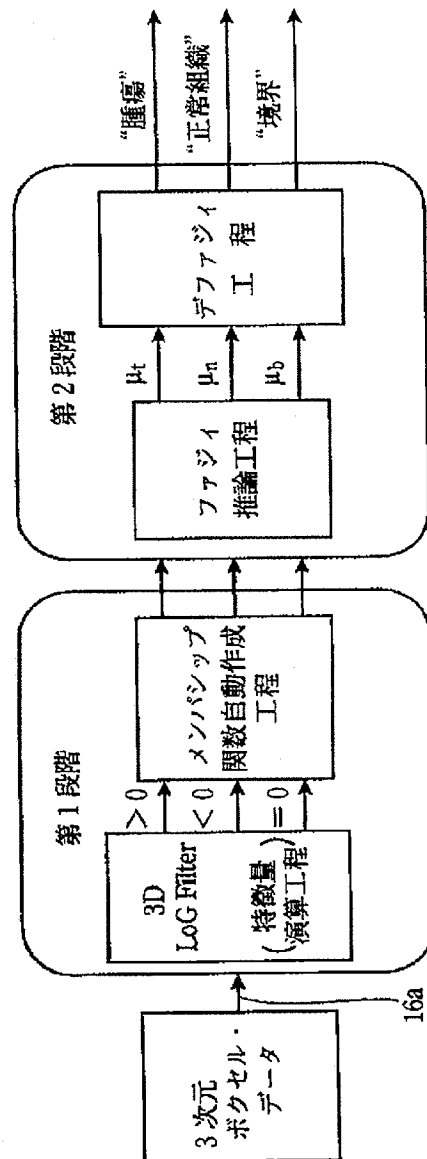 3次元
ボクセル・
データ
16a
第1段階
3D
LoG Filter
(特徴量
演算工程)
>0
<0
=0
メンバシップ
関数自動作成
工程
第2段階
ファジィ
推論工程
μt
μn
μb
デファジィ
工程
“腫瘍”
“正常組織”
“境界”